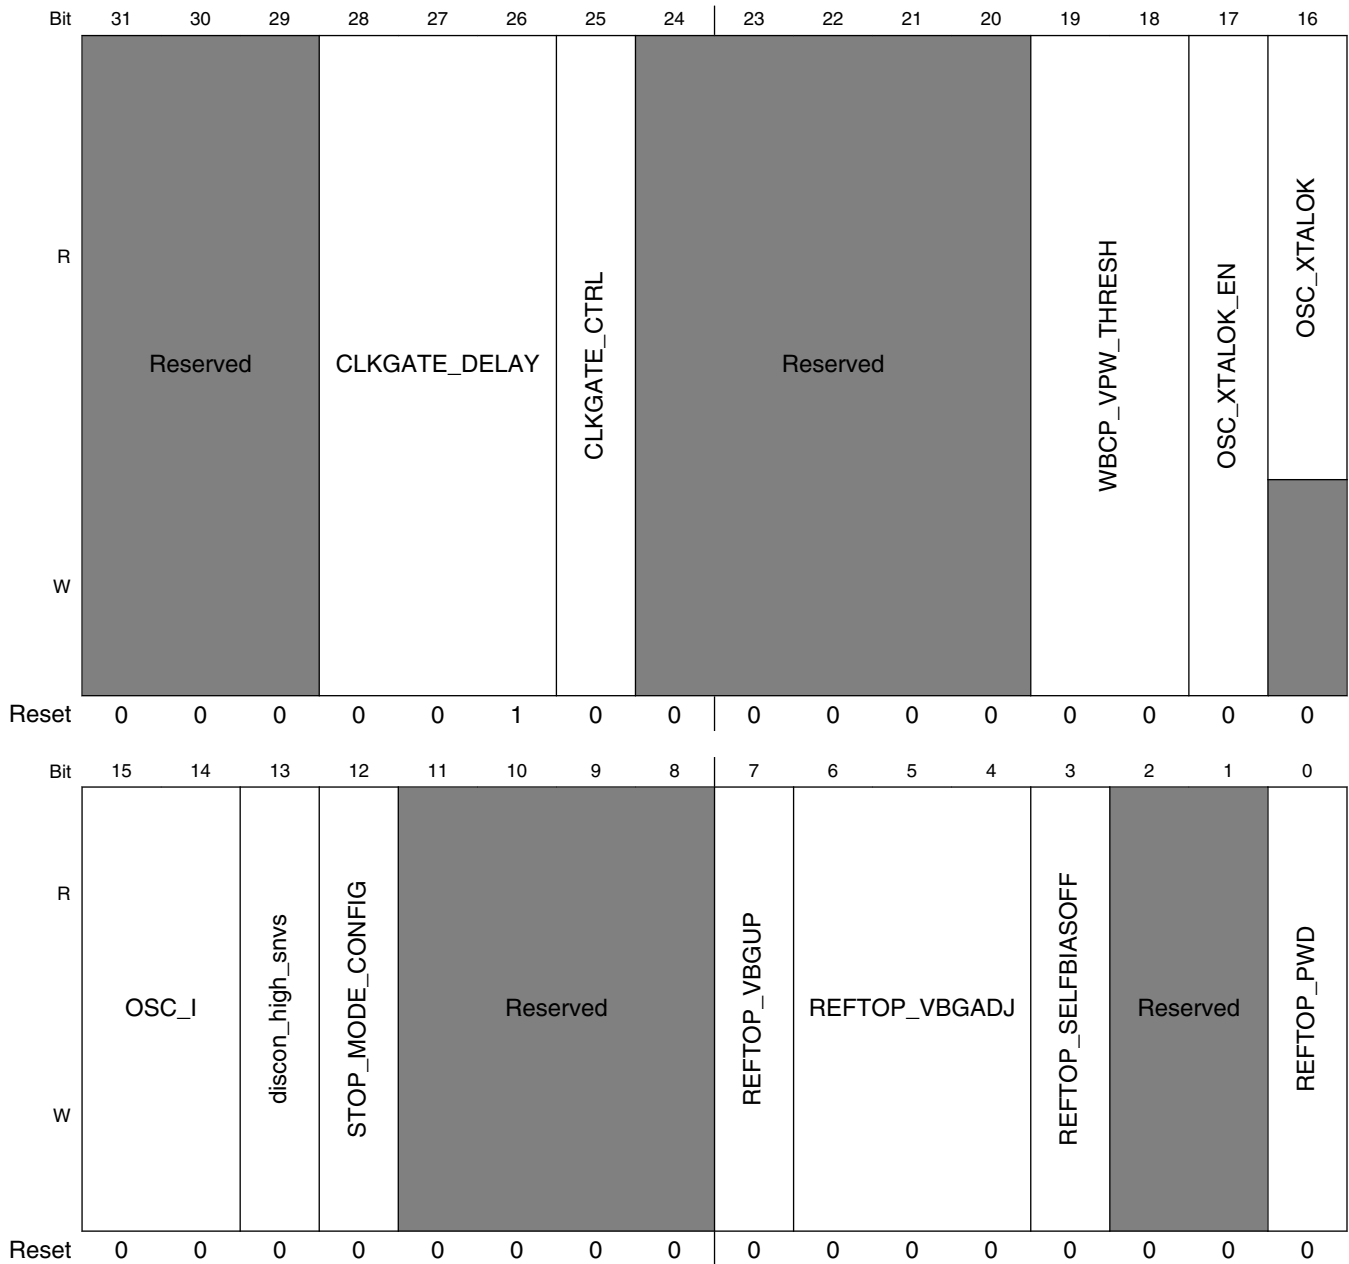 Bit 31 30 29 28 27 26 25 24 23 22 21 20 19 18 17 16
R
Reserved
CLKGATE_DELAY
CLKGATE_CTRL
Reserved
WBCP_VPW_THRESH
OSC_XTALOK_EN
OSC_XTALOK
W
Reset 0 0 0 0 0 1 0 0 0 0 0 0 0 0 0 0
Bit 15 14 13 12 11 10 9 8 7 6 5 4 3 2 1 0
R
OSC_I
discon_high_snvs
STOP_MODE_CONFIG
Reserved
REFTOP_VBGUP
REFTOP_VBGADJ
REFTOP_SELFBIASOFF
Reserved
REFTOP_PWD
W
Reset 0 0 0 0 0 0 0 0 0 0 0 0 0 0 0 0